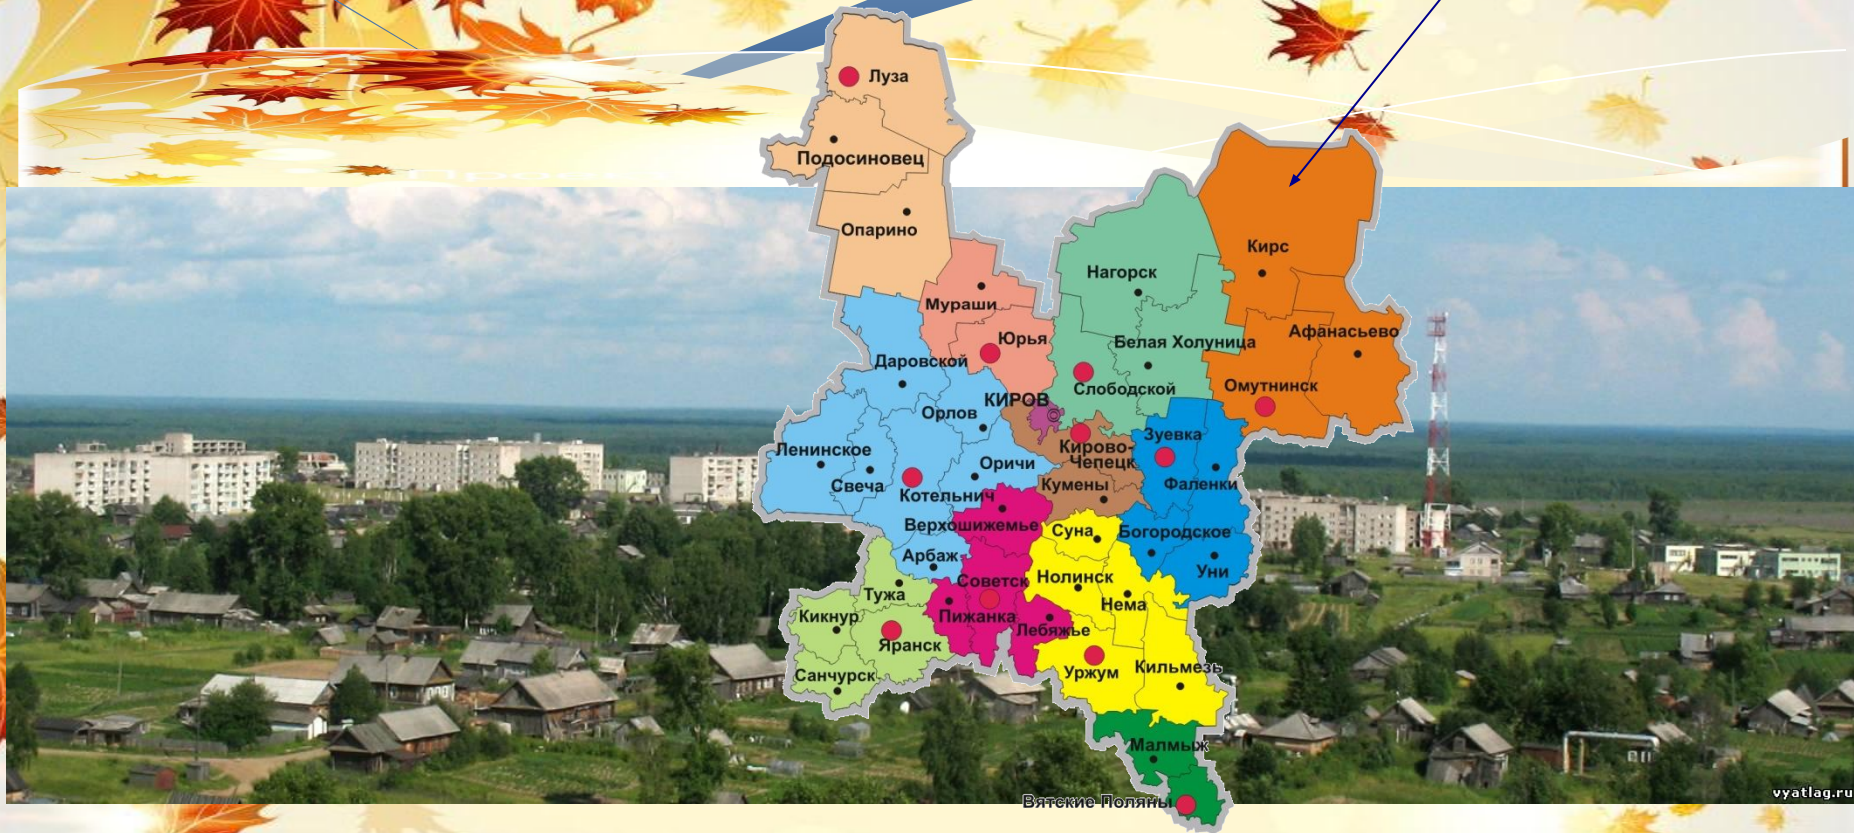 Луза
Подосиновец
Опарино
Кирс
Нагорск
Мураши
Афанасьево
Юрья
Белая Холуница
Даровской
Омутнинск
Слободской
КИРОВ
Орлов
Зуевка
Ленинское
Кирово-
Чепецк
Оричи
Свеча
Кумены
Фаленки
Котельнич
Верхошижемье
Суна
Богородское
Арбаж
Уни
Советск
Нолинск
Тужа
Нема
Кикнур
Пижанка
Лебяжье
Яранск
Уржум
Кильмезь
Санчурск
Малмыж
Вятские Поляны
vyatlag.ru